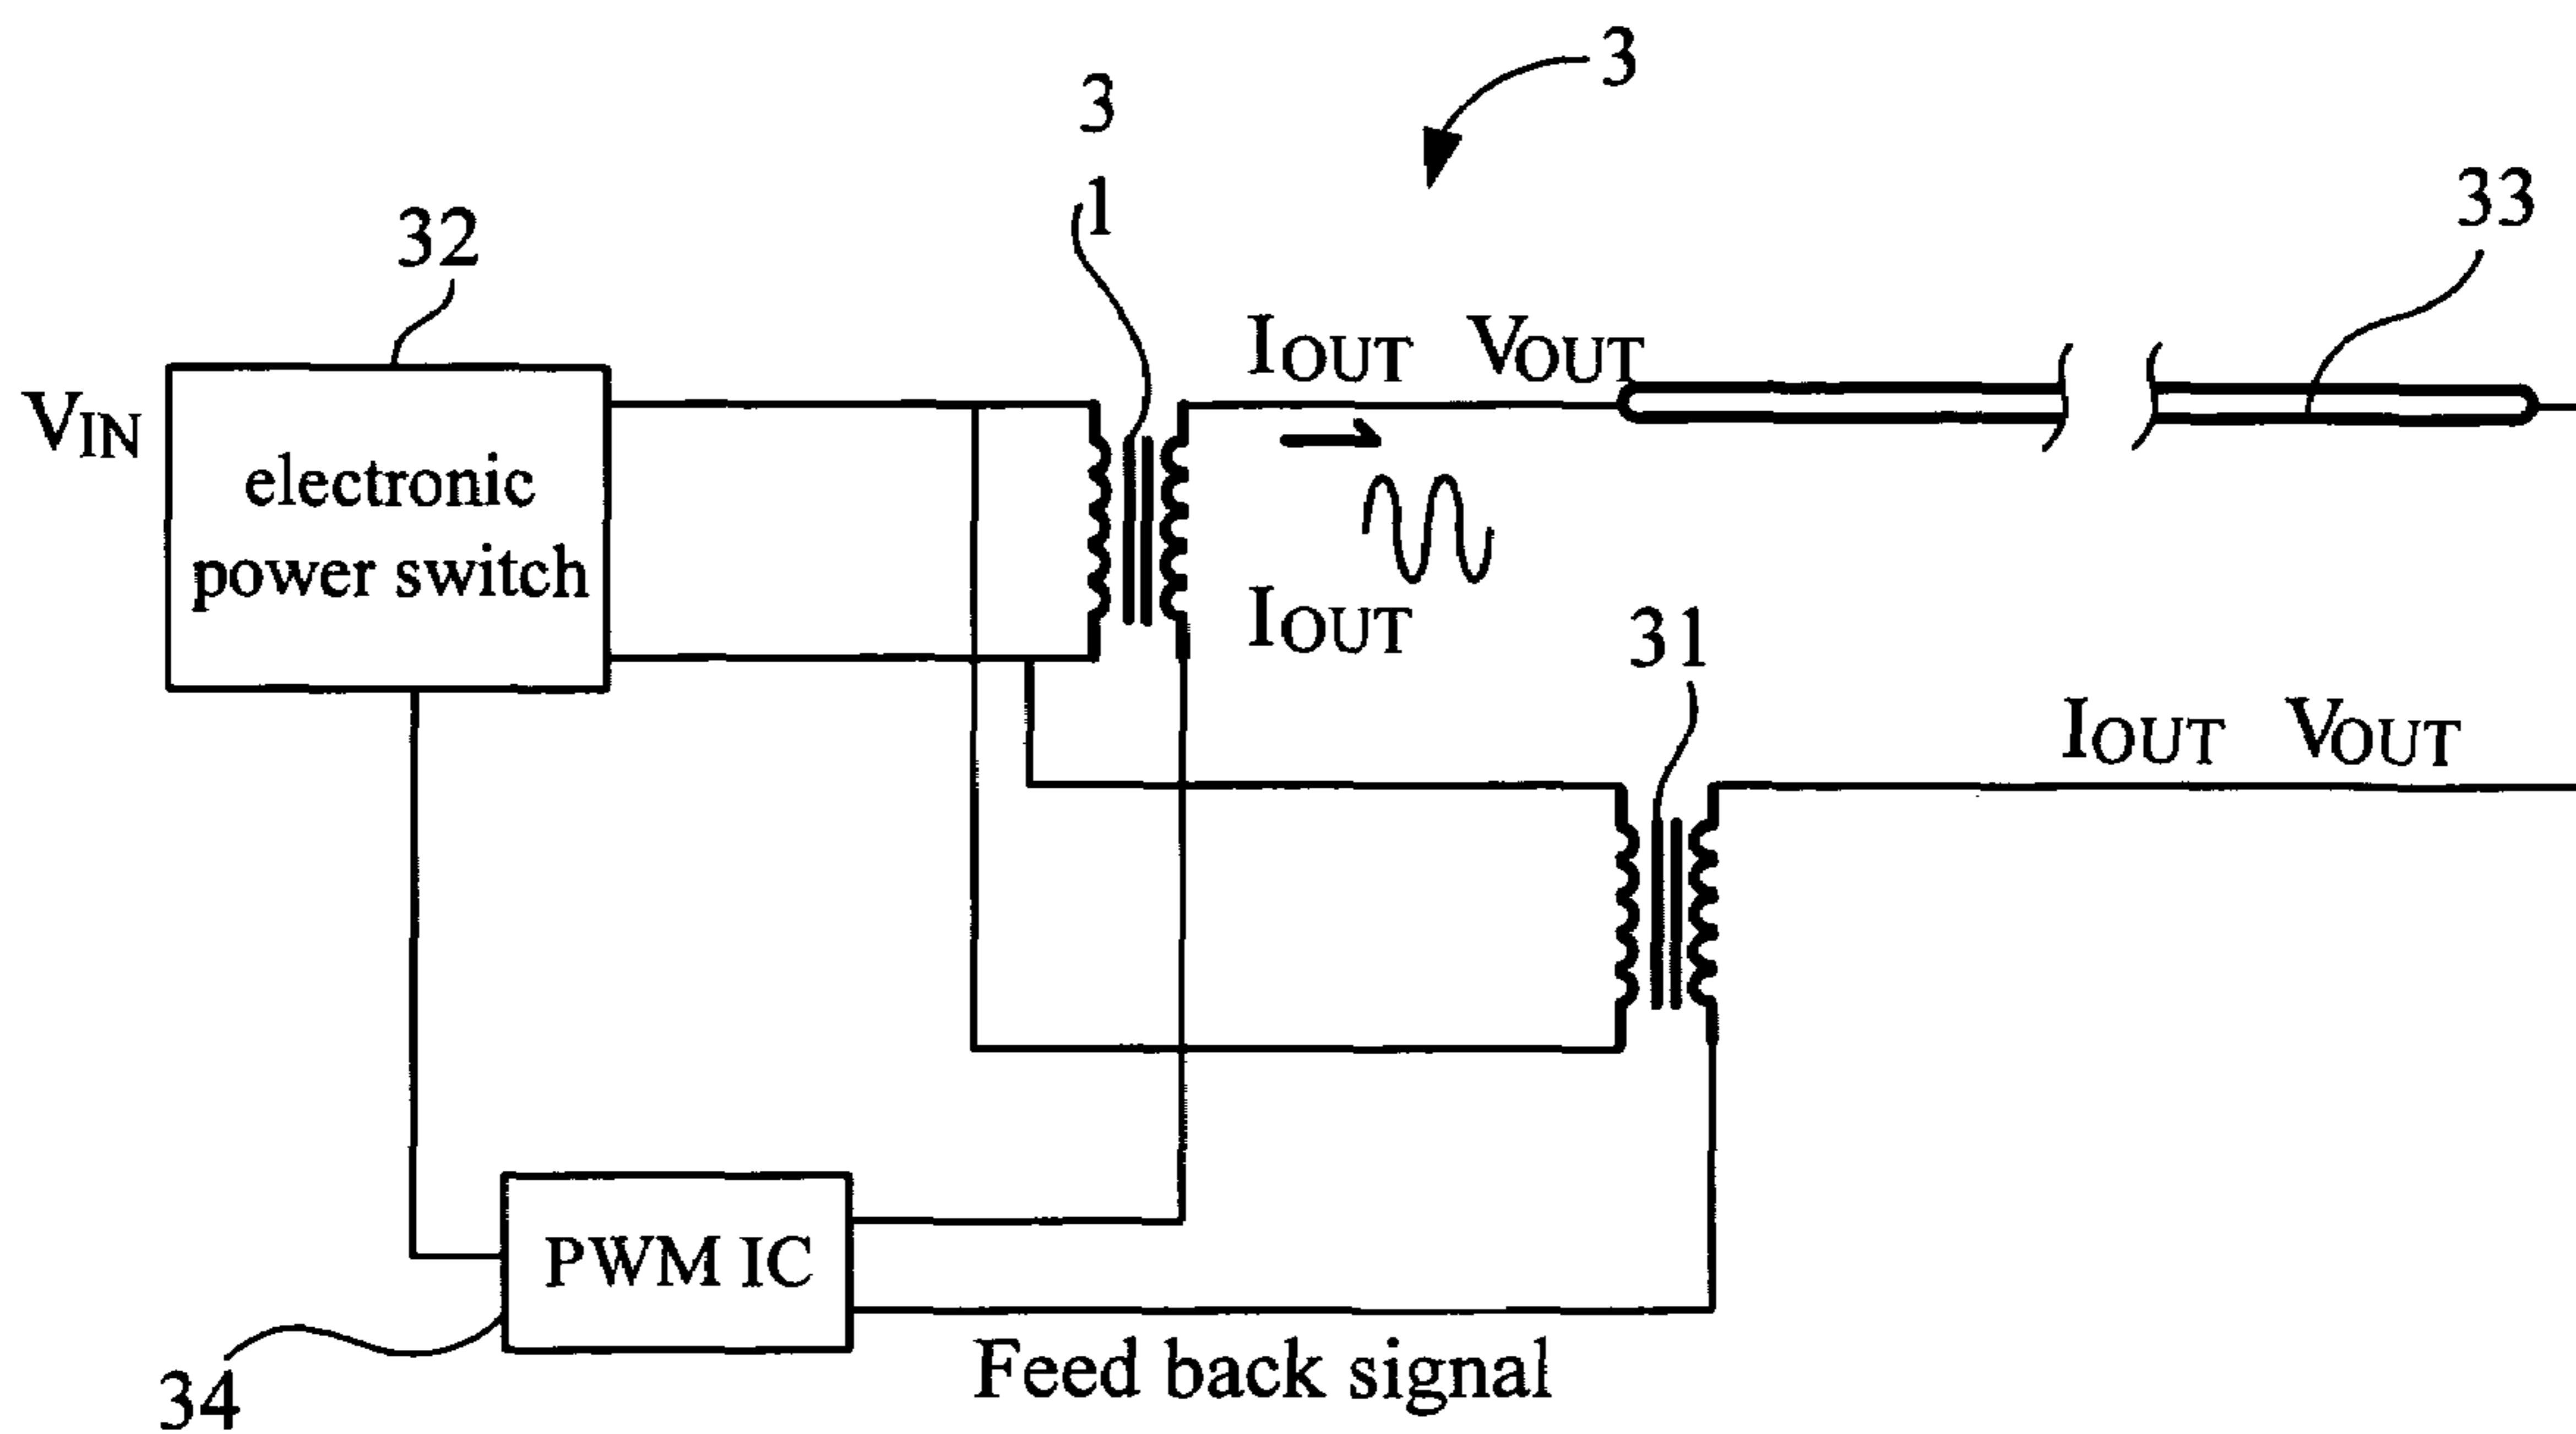 3
3
1
33
32
IOUT VOUT
VIN
electronic
power switch
IOUT
31
IOUT VOUT
PWM IC
Feed back signal
34